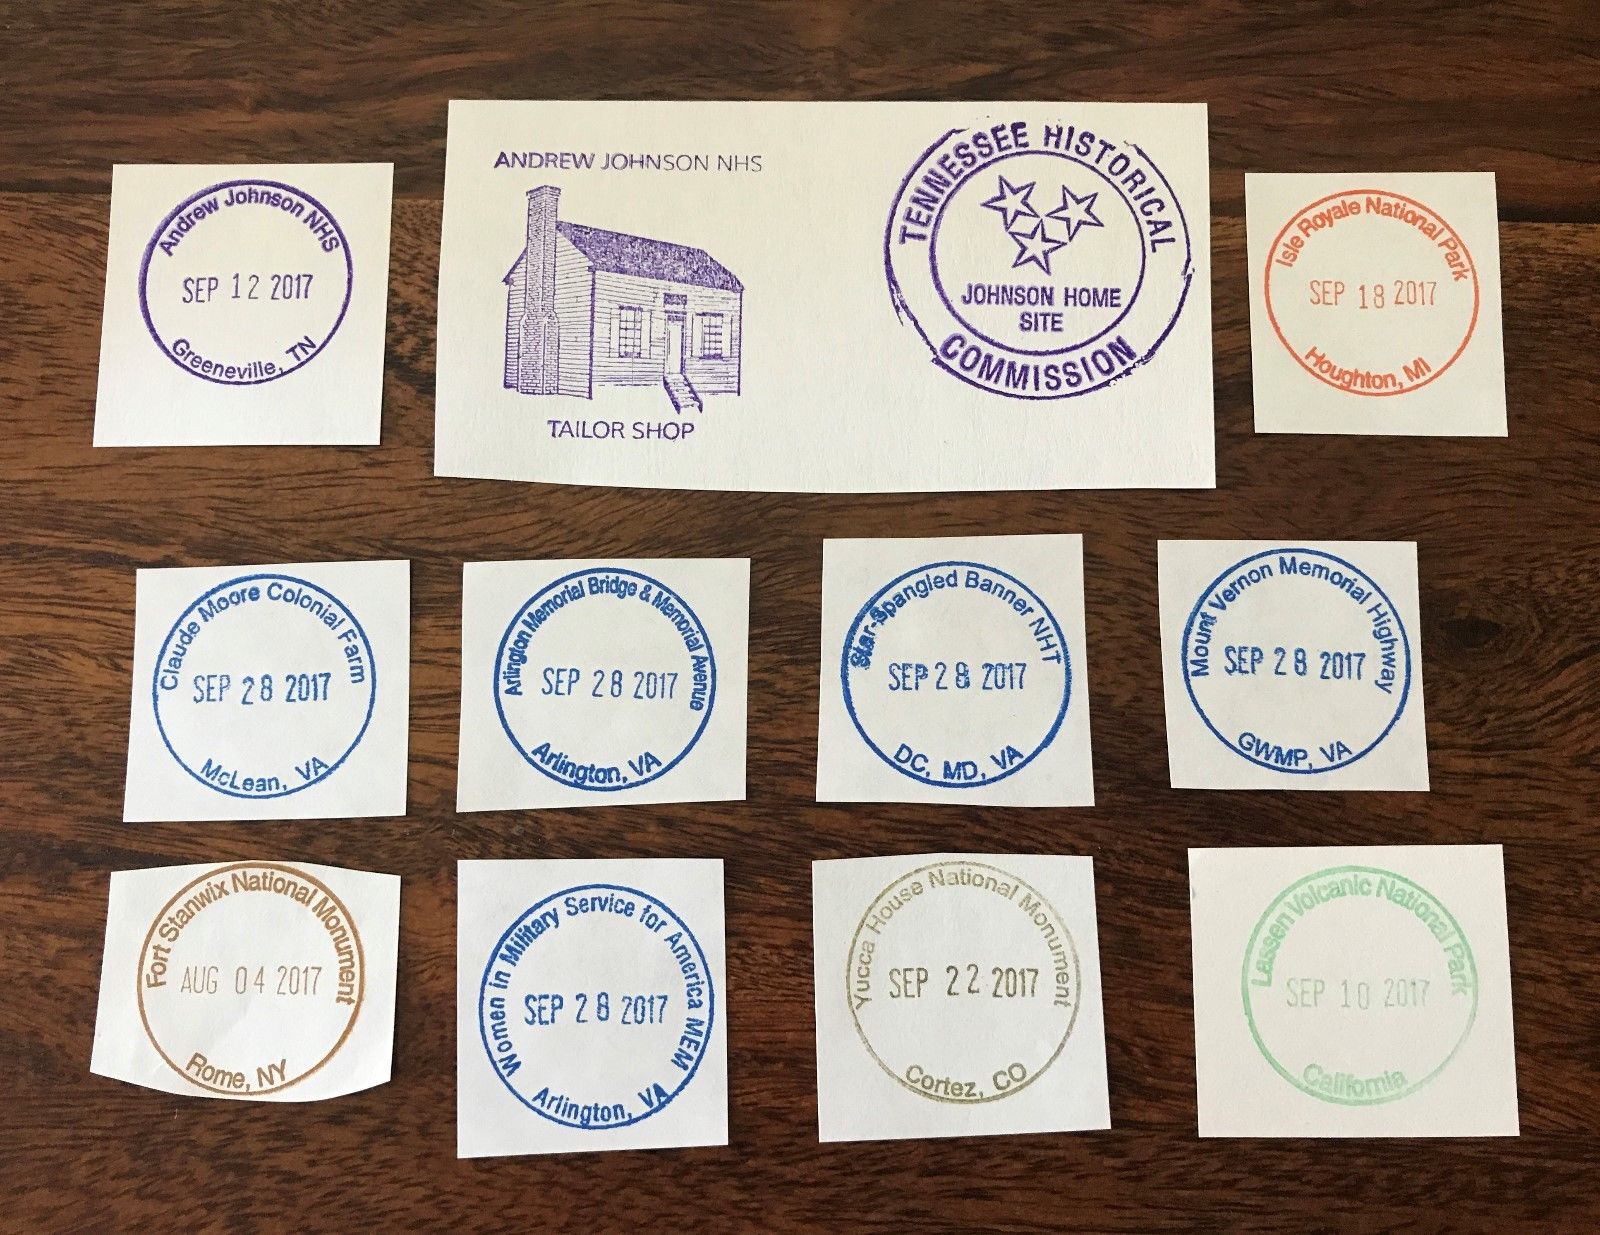 Andrew Johnson NHS
SEP 12 2017
Greeneville, TN
ANDREW JOHNSON NHS
TAILOR SHOP
TENNESSEE HISTORICAL
JOHNSON HOME
SITE
COMMISSION
Isle Royale National Park
SEP 18 2017
Houghton, MI
Claude Moore Colonial Farm
SEP 28 2017
McLean, VA
Arlington Memorial Bridge & Memorial Avenue
SEP 28 2017
Arlington, VA
Star-Spangled Banner NHT
SEP 28 2017
DC, MD, VA
Mount Vernon Memorial Highway
SEP 28 2017
GWMP, VA
Fort Stanwix National Monument
AUG 04 2017
Rome, NY
Women in Military Service for America MEM
SEP 28 2017
Arlington, VA
Yucca House National Monument
SEP 22 2017
Cortez, CO
Lassen Volcanic National Park
SEP 10 2017
California